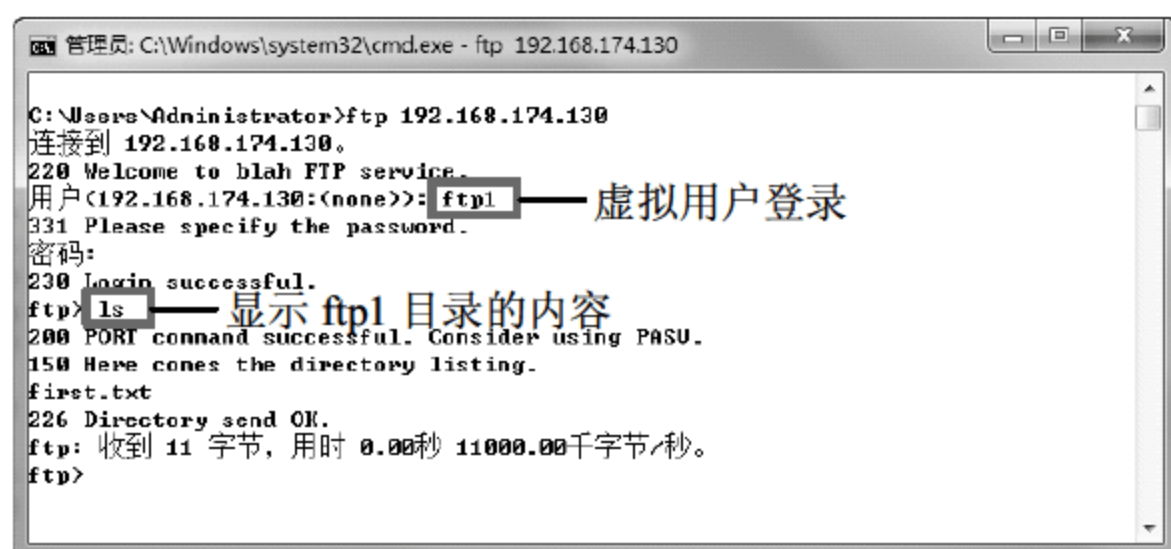 管理员: C:\Windows\system32\cmd.exe - ftp 192.168.174.130
C:\Users\Administrator>ftp 192.168.174.130
连接到 192.168.174.130。
220 Welcome to blah FTP service.
用户(192.168.174.130:(none)): ftp1 虚拟用户登录
331 Please specify the password.
密码:
230 Login successful.
ftp> ls 显示 ftp1 目录的内容
200 PORT command successful. Consider using PASV.
150 Here comes the directory listing.
first.txt
226 Directory send OK.
ftp: 收到 11 字节，用时 0.00秒 11000.00千字节/秒。
ftp>